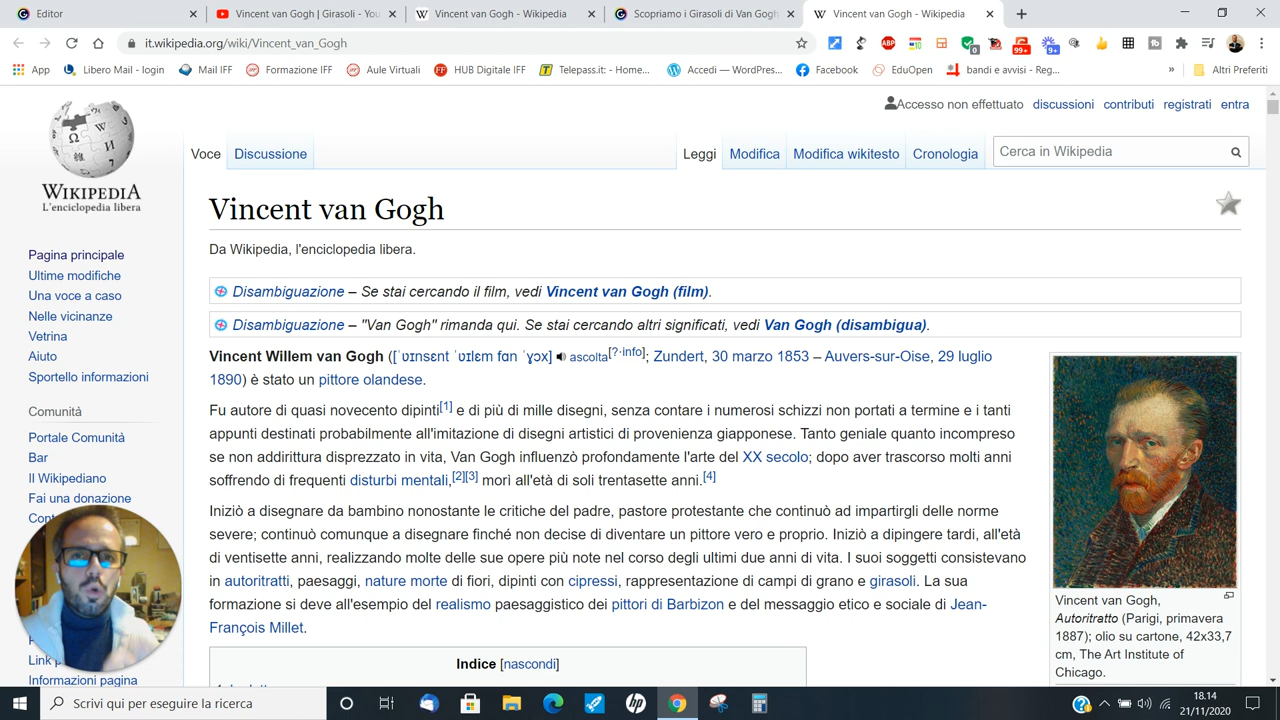 Editor
Vincent van Gogh | Girasoli - You
Vincent van Gogh - Wikipedia
Scopriamo i Girasoli di Van Gogh
Vincent van Gogh - Wikipedia
it.wikipedia.org/wiki/Vincent_van_Gogh
ABP
10
0
99+
9+
fb
App
Libero Mail - login
Mail IFF
Formazione IFF
Aule Virtuali
HUB Digitale IFF
Telepass.it: - Home...
Accedi — WordPres...
Facebook
EduOpen
bandi e avvisi - Reg...
»
Altri Preferiti
WIKIPEDIA
L'enciclopedia libera
Accesso non effettuato discussioni contributi registrati entra
Voce Discussione Leggi Modifica Modifica wikitesto Cronologia
Cerca in Wikipedia
Pagina principale
Ultime modifiche
Una voce a caso
Nelle vicinanze
Vetrina
Aiuto
Sportello informazioni
Comunità
Portale Comunità
Bar
Il Wikipediano
Fai una donazione
Link p
Informazioni pagina
Vincent van Gogh
Da Wikipedia, l'enciclopedia libera.
Disambiguazione – Se stai cercando il film, vedi Vincent van Gogh (film).
Disambiguazione – "Van Gogh" rimanda qui. Se stai cercando altri significati, vedi Van Gogh (disambigua).
Vincent Willem van Gogh ([ˈʋɪnsɛnt ˈʋɪlɛm fɑn ˈɣɔx] ascolta[?·info]; Zundert, 30 marzo 1853 – Auvers-sur-Oise, 29 luglio
1890) è stato un pittore olandese.
Fu autore di quasi novecento dipinti[1] e di più di mille disegni, senza contare i numerosi schizzi non portati a termine e i tanti
appunti destinati probabilmente all'imitazione di disegni artistici di provenienza giapponese. Tanto geniale quanto incompreso
se non addirittura disprezzato in vita, Van Gogh influenzò profondamente l'arte del XX secolo; dopo aver trascorso molti anni
soffrendo di frequenti disturbi mentali,[2][3] morì all'età di soli trentasette anni.[4]
Iniziò a disegnare da bambino nonostante le critiche del padre, pastore protestante che continuò ad impartirgli delle norme
severe; continuò comunque a disegnare finché non decise di diventare un pittore vero e proprio. Iniziò a dipingere tardi, all'età
di ventisette anni, realizzando molte delle sue opere più note nel corso degli ultimi due anni di vita. I suoi soggetti consistevano
in autoritratti, paesaggi, nature morte di fiori, dipinti con cipressi, rappresentazione di campi di grano e girasoli. La sua
formazione si deve all'esempio del realismo paesaggistico dei pittori di Barbizon e del messaggio etico e sociale di Jean-
François Millet.
Indice [nascondi]
Vincent van Gogh,
Autoritratto (Parigi, primavera
1887); olio su cartone, 42x33,7
cm, The Art Institute of
Chicago.
Scrivi qui per eseguire la ricerca
hp
18.14
21/11/2020